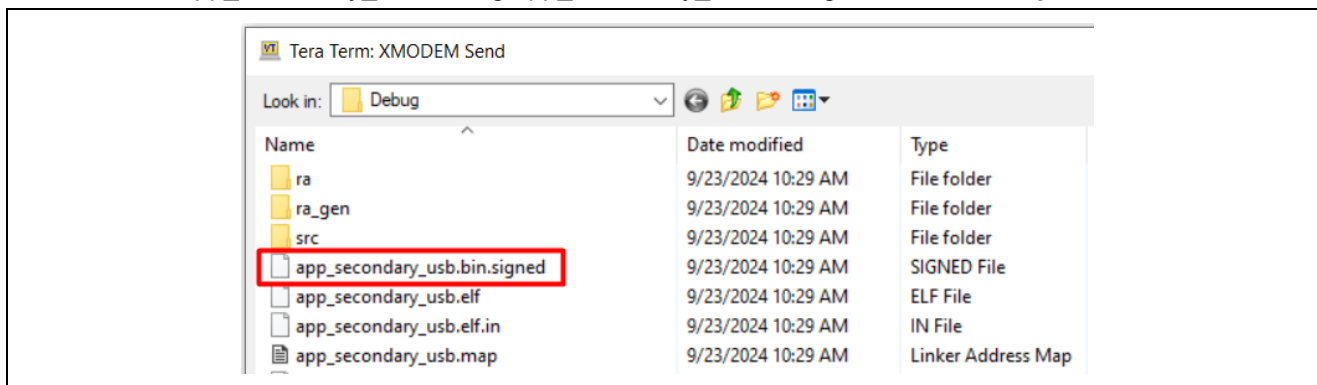 Tera Term: XMODEM Send
Look in: Debug
Name Date modified Type
ra 9/23/2024 10:29 AM File folder
ra_gen 9/23/2024 10:29 AM File folder
src 9/23/2024 10:29 AM File folder
app_secondary_usb.bin.signed 9/23/2024 10:29 AM SIGNED File
app_secondary_usb.elf 9/23/2024 10:29 AM ELF File
app_secondary_usb.elf.in 9/23/2024 10:29 AM IN File
app_secondary_usb.map 9/23/2024 10:29 AM Linker Address Map